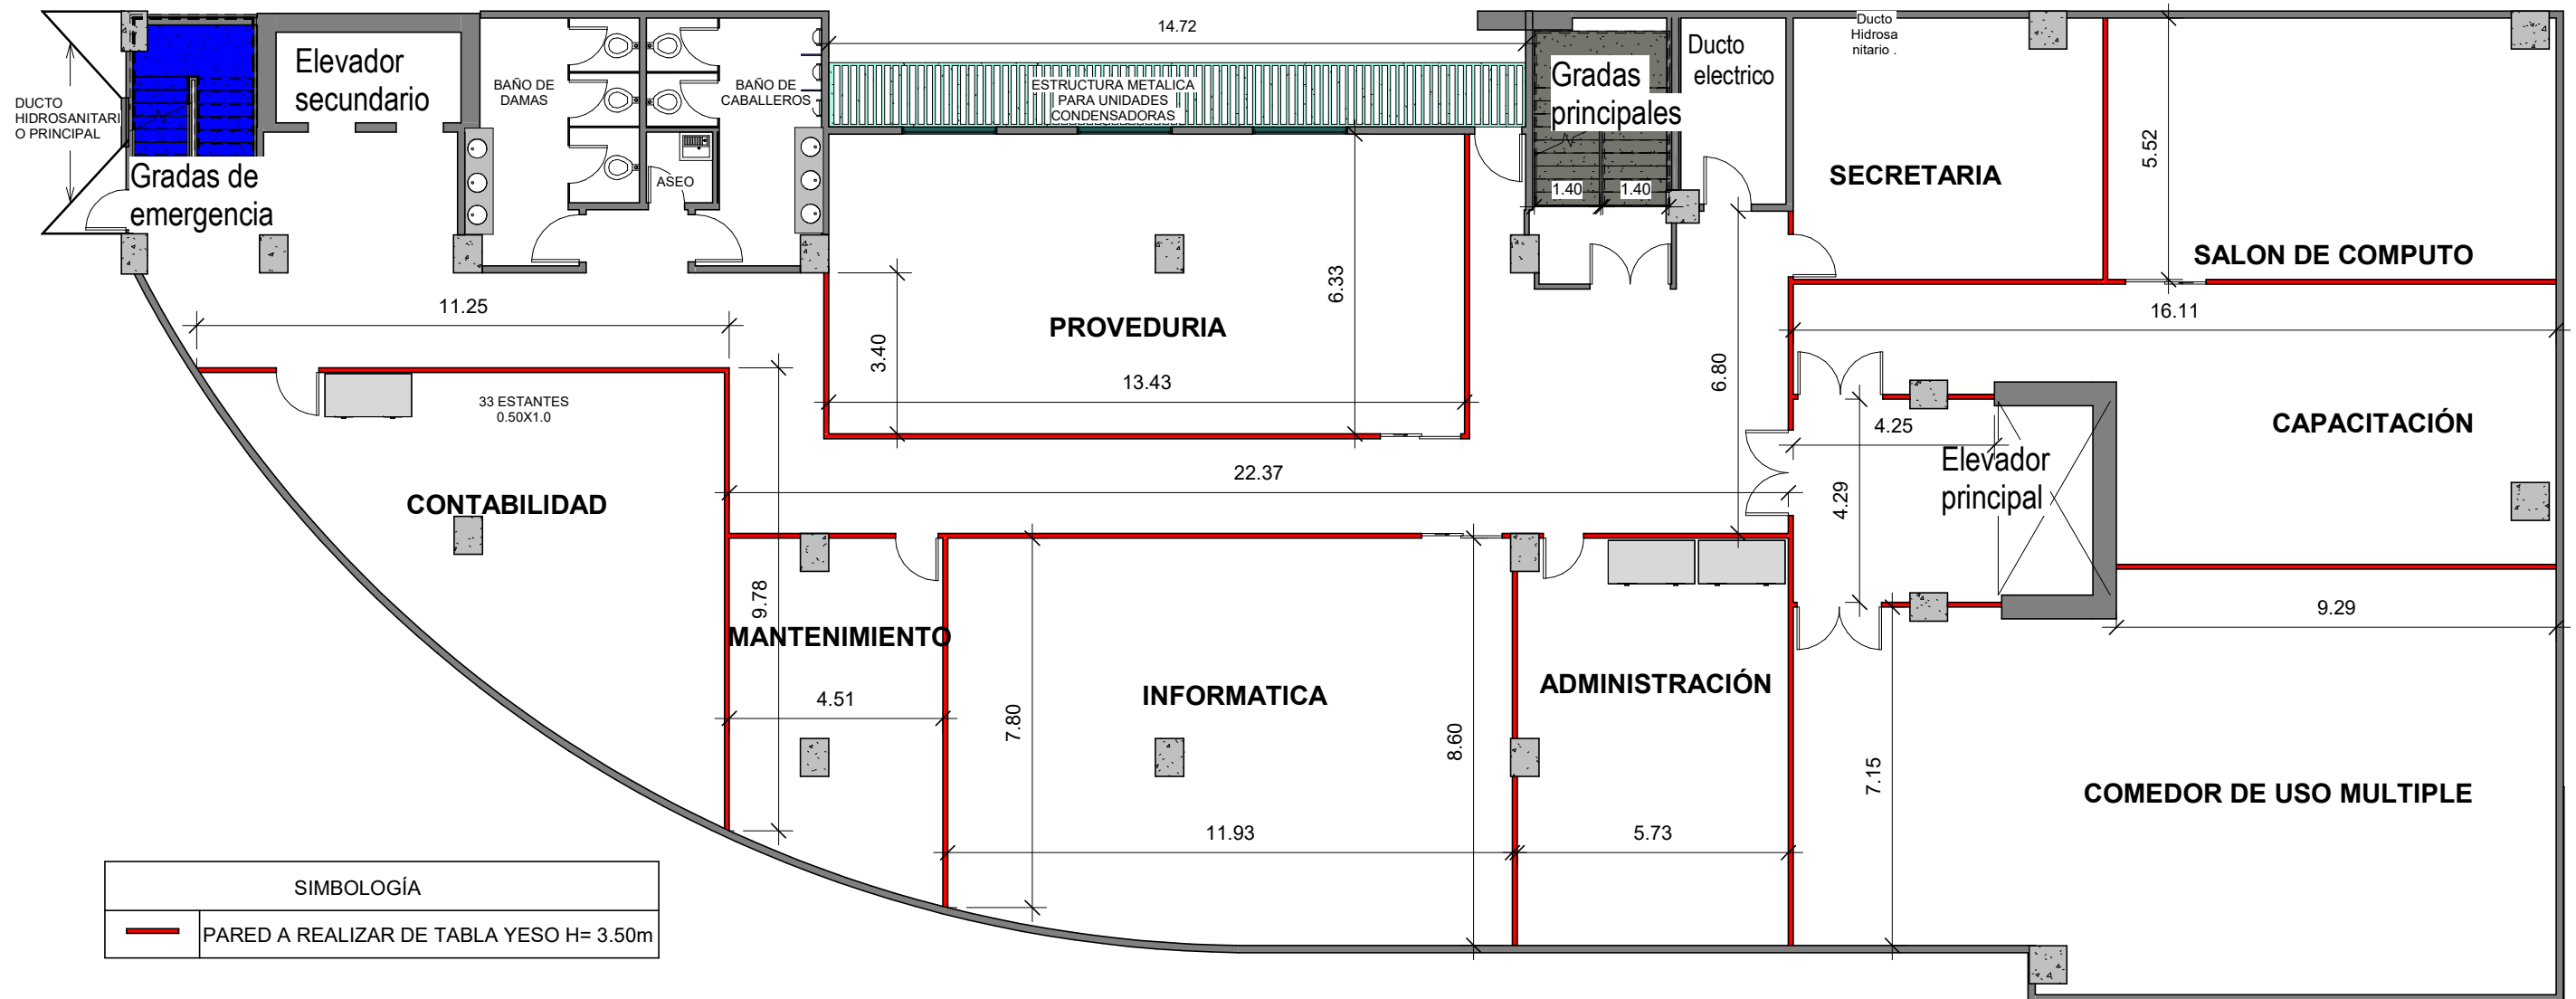 14.72
Ducto
Hidrosa
nitario .
Elevador
secundario
BAÑO DE
DAMAS
BAÑO DE
CABALLEROS
ESTRUCTURA METALICA
PARA UNIDADES
CONDENSADORAS
Gradas
principales
Ducto
electrico
DUCTO
HIDROSANITARI
O PRINCIPAL
Gradas de
emergencia
ASEO
1.40
1.40
SECRETARIA
5.52
SALON DE COMPUTO
11.25
PROVEDURIA
6.33
3.40
13.43
6.80
16.11
33 ESTANTES
0.50X1.0
CONTABILIDAD
22.37
4.25
4.29
Elevador
principal
CAPACITACIÓN
9.78
MANTENIMIENTO
4.51
7.80
INFORMATICA
8.60
11.93
ADMINISTRACIÓN
5.73
9.29
7.15
COMEDOR DE USO MULTIPLE
SIMBOLOGÍA
PARED A REALIZAR DE TABLA YESO H= 3.50m